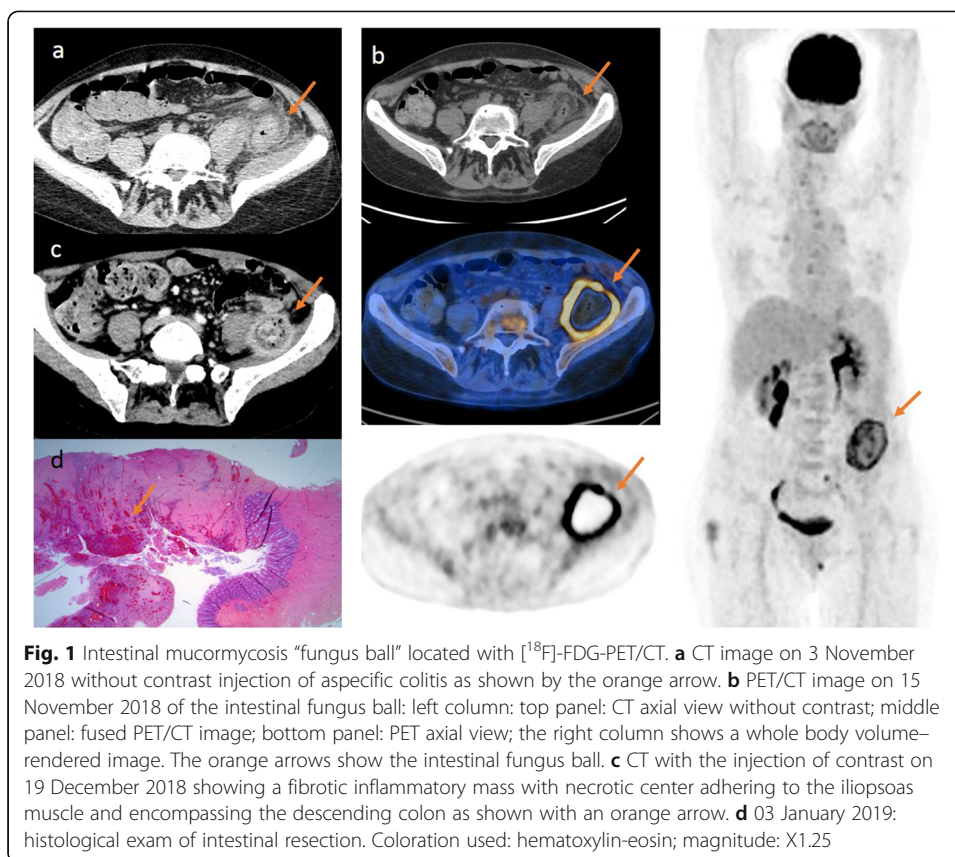 a
b
c
d
Fig. 1 Intestinal mucormycosis “fungus ball” located with [18F]-FDG-PET/CT. a CT image on 3 November
2018 without contrast injection of aspecific colitis as shown by the orange arrow. b PET/CT image on 15
November 2018 of the intestinal fungus ball: left column: top panel: CT axial view without contrast; middle
panel: fused PET/CT image; bottom panel: PET axial view; the right column shows a whole body volume–
rendered image. The orange arrows show the intestinal fungus ball. c CT with the injection of contrast on
19 December 2018 showing a fibrotic inflammatory mass with necrotic center adhering to the iliopsoas
muscle and encompassing the descending colon as shown with an orange arrow. d 03 January 2019:
histological exam of intestinal resection. Coloration used: hematoxylin-eosin; magnitude: X1.25